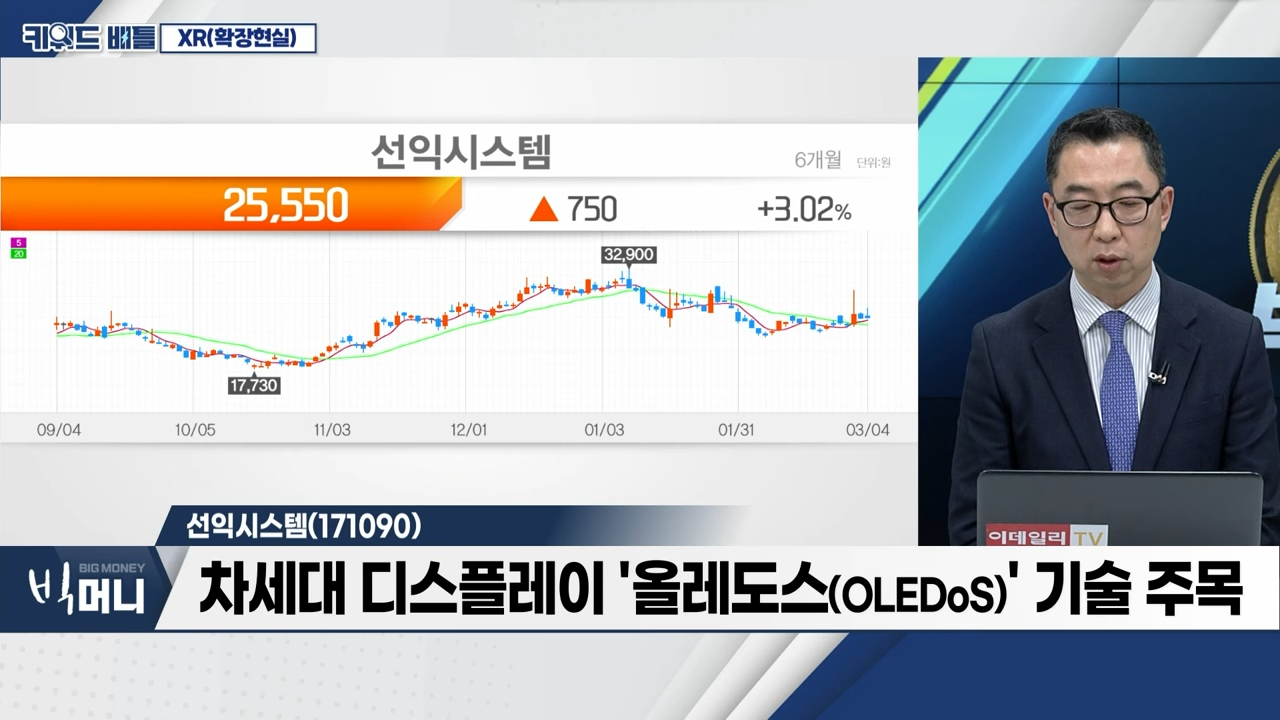 키워드 배틀
XR(확장현실)
선익시스템
6개월 단위:원
25,550
▲ 750
+3.02%
5
20
32,900
17,730
09/04
10/05
11/03
12/01
01/03
01/31
03/04
이데일리TV
선익시스템(171090)
BIG MONEY
빅머니
차세대 디스플레이 '올레도스(OLEDoS)' 기술 주목